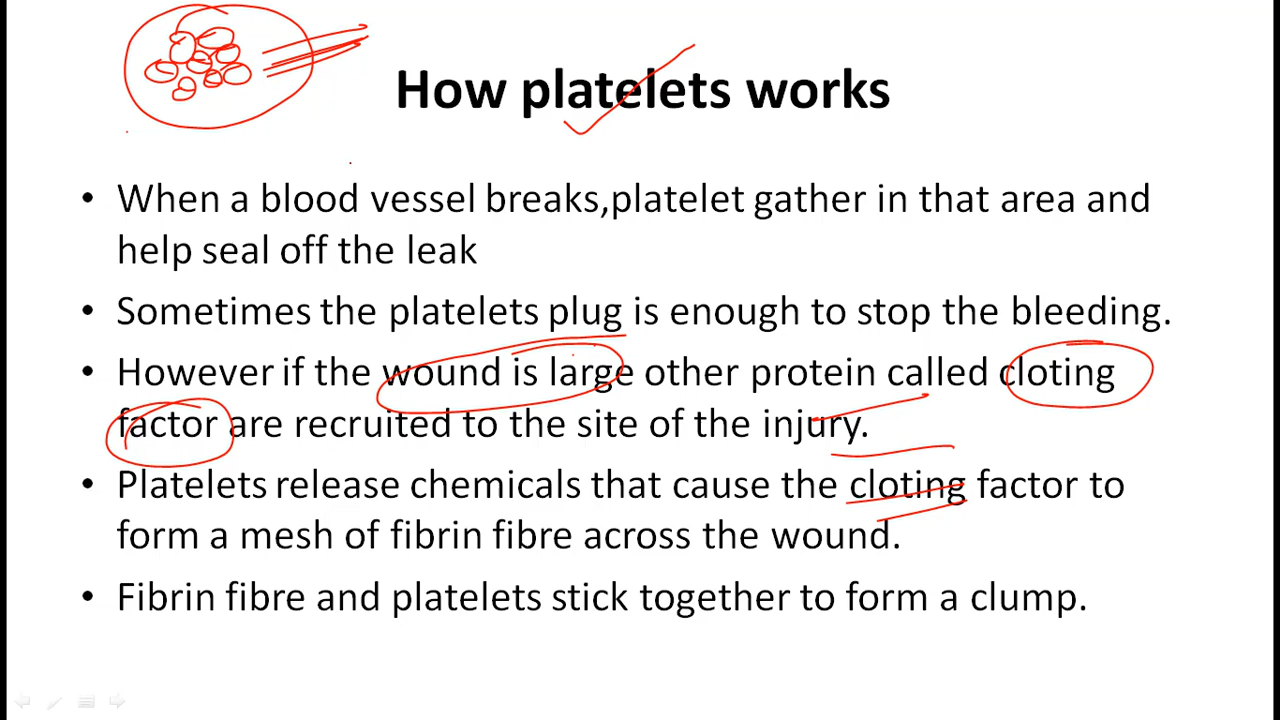 How platelets works
• When a blood vessel breaks,platelet gather in that area and
help seal off the leak
• Sometimes the platelets plug is enough to stop the bleeding.
• However if the wound is large other protein called cloting
factor are recruited to the site of the injury.
• Platelets release chemicals that cause the cloting factor to
form a mesh of fibrin fibre across the wound.
• Fibrin fibre and platelets stick together to form a clump.